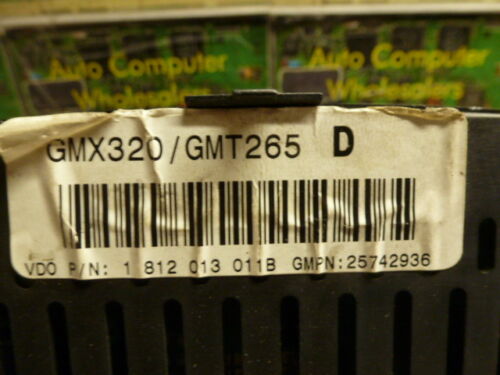 Auto Computer
Wholesalers
Auto Computer
Wholesalers
GMX320/GMT265 D
VDO P/N: 1 812 013 011B GMPN:25742936